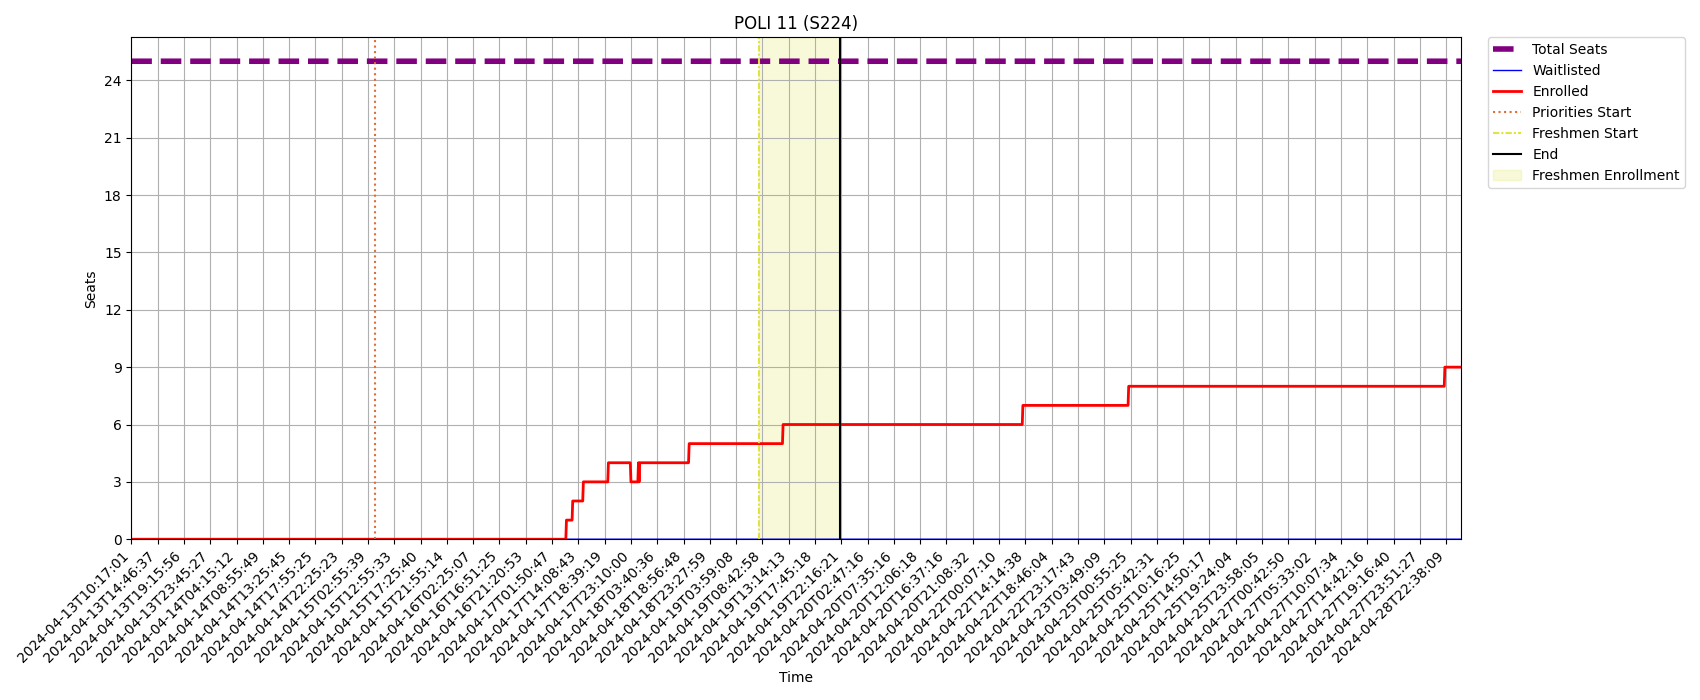 POLI 11 (S224)
Total Seats
Waitlisted
Enrolled
Priorities Start
Freshmen Start
End
Freshmen Enrollment
Seats
24
21
18
15
12
9
6
3
0
2024-04-13T10:17:01
2024-04-13T14:46:37
2024-04-13T19:15:56
2024-04-13T23:45:27
2024-04-14T04:15:12
2024-04-14T08:55:49
2024-04-14T13:25:45
2024-04-14T17:55:25
2024-04-14T22:25:23
2024-04-15T02:55:39
2024-04-15T12:55:33
2024-04-15T17:25:40
2024-04-15T21:55:14
2024-04-16T02:25:07
2024-04-16T16:51:25
2024-04-16T21:20:53
2024-04-17T01:50:47
2024-04-17T14:08:43
2024-04-17T18:39:19
2024-04-17T23:10:00
2024-04-18T03:40:36
2024-04-18T18:56:48
2024-04-18T23:27:59
2024-04-19T03:59:08
2024-04-19T08:42:58
2024-04-19T13:14:13
2024-04-19T17:45:18
2024-04-19T22:16:21
2024-04-20T02:47:16
2024-04-20T07:35:16
2024-04-20T12:06:18
2024-04-20T16:37:16
2024-04-20T21:08:32
2024-04-22T00:07:10
2024-04-22T14:14:38
2024-04-22T18:46:04
2024-04-22T23:17:43
2024-04-23T03:49:09
2024-04-25T00:55:25
2024-04-25T05:42:31
2024-04-25T10:16:25
2024-04-25T14:50:17
2024-04-25T19:24:04
2024-04-25T23:58:05
2024-04-27T00:42:50
2024-04-27T05:33:02
2024-04-27T10:07:34
2024-04-27T14:42:16
2024-04-27T19:16:40
2024-04-27T23:51:27
2024-04-28T22:38:09
Time